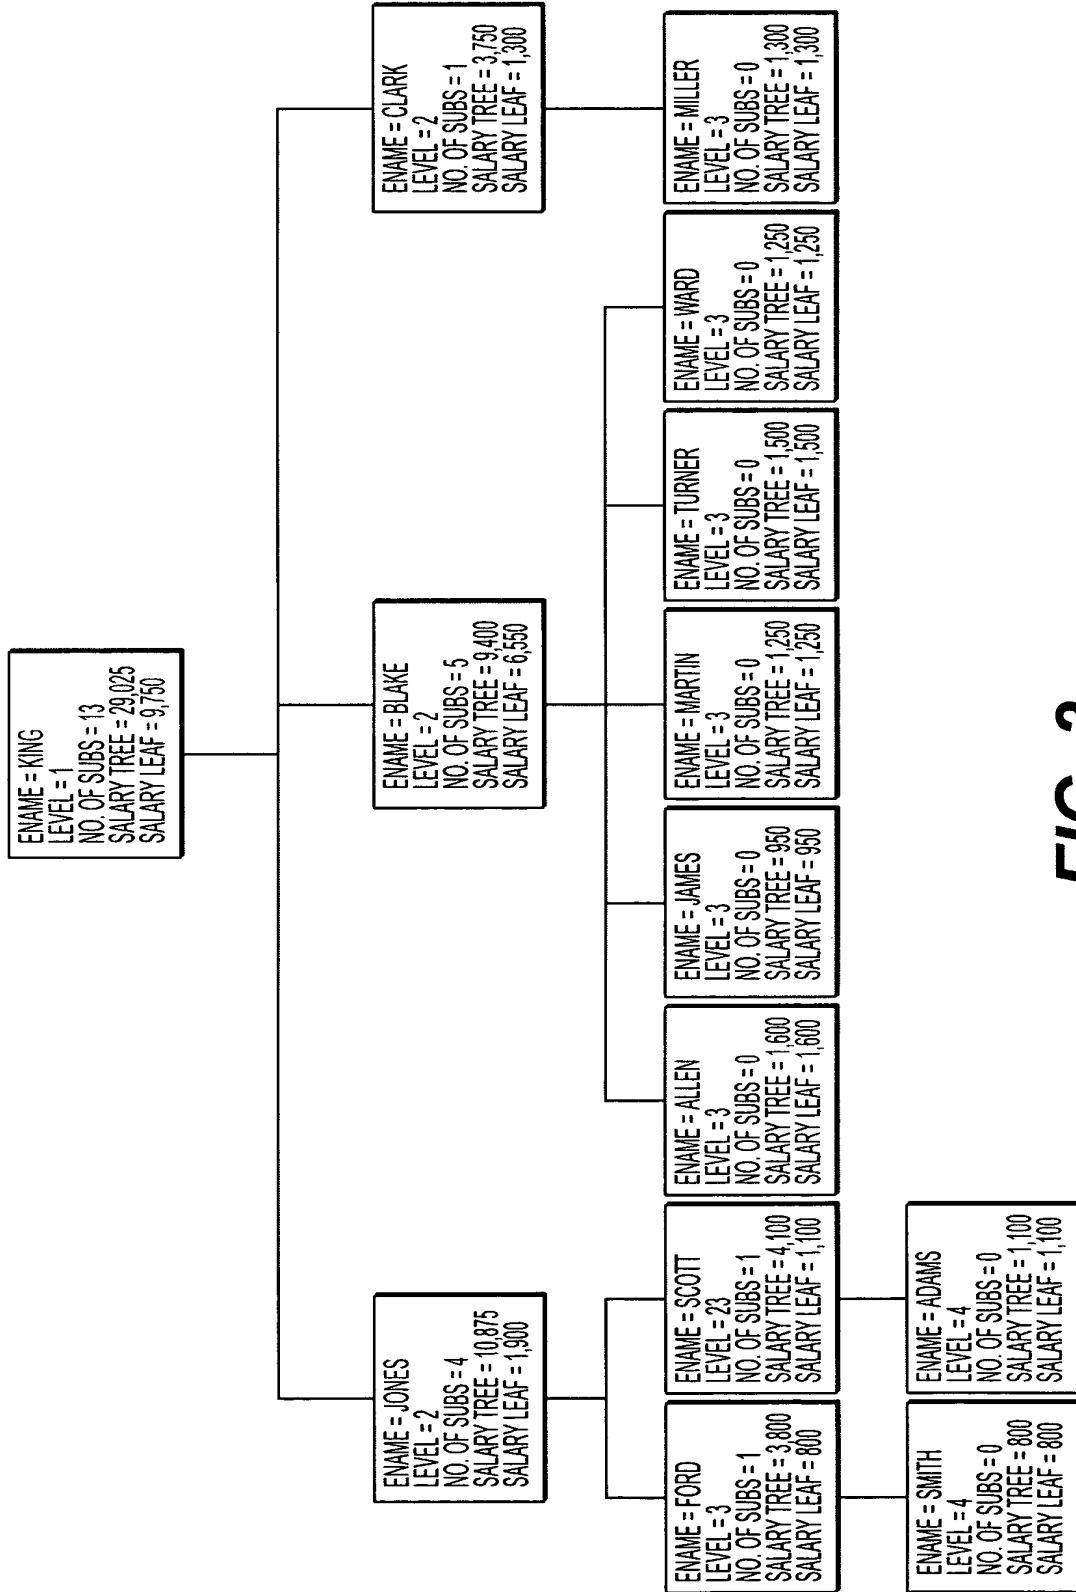 ENAME = KING
LEVEL = 1
NO. OF SUBS = 13
SALARY TREE = 29,025
SALARY LEAF = 9,750
ENAME = JONES
LEVEL = 2
NO. OF SUBS = 4
SALARY TREE = 10,875
SALARY LEAF = 1,900
ENAME = BLAKE
LEVEL = 2
NO. OF SUBS = 5
SALARY TREE = 9,400
SALARY LEAF = 6,550
ENAME = CLARK
LEVEL = 2
NO. OF SUBS = 1
SALARY TREE = 3,750
SALARY LEAF = 1,300
ENAME = FORD
LEVEL = 3
NO. OF SUBS = 1
SALARY TREE = 3,800
SALARY LEAF = 800
ENAME = SCOTT
LEVEL = 23
NO. OF SUBS = 1
SALARY TREE = 4,100
SALARY LEAF = 1,100
ENAME = ALLEN
LEVEL = 3
NO. OF SUBS = 0
SALARY TREE = 1,600
SALARY LEAF = 1,600
ENAME = JAMES
LEVEL = 3
NO. OF SUBS = 0
SALARY TREE = 950
SALARY LEAF = 950
ENAME = MARTIN
LEVEL = 3
NO. OF SUBS = 0
SALARY TREE = 1,250
SALARY LEAF = 1,250
ENAME = TURNER
LEVEL = 3
NO. OF SUBS = 0
SALARY TREE = 1,500
SALARY LEAF = 1,500
ENAME = WARD
LEVEL = 3
NO. OF SUBS = 0
SALARY TREE = 1,250
SALARY LEAF = 1,250
ENAME = MILLER
LEVEL = 3
NO. OF SUBS = 0
SALARY TREE = 1,300
SALARY LEAF = 1,300
ENAME = SMITH
LEVEL = 4
NO. OF SUBS = 0
SALARY TREE = 800
SALARY LEAF = 800
ENAME = ADAMS
LEVEL = 4
NO. OF SUBS = 0
SALARY TREE = 1,100
SALARY LEAF = 1,100
FIG.